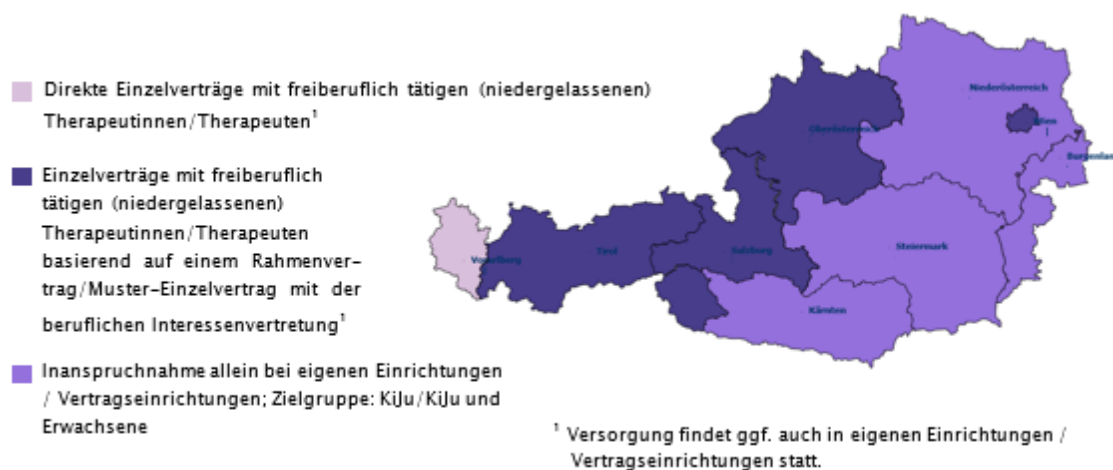 Direkte Einzelverträge mit freiberuflich tätigen (niedergelassenen)
Therapeutinnen/Therapeuten¹
Einzelverträge mit freiberuflich
tätigen (niedergelassenen)
Therapeutinnen/Therapeuten
basierend auf einem Rahmenver-
trag/Muster-Einzelvertrag mit der
beruflichen Interessenvertretung¹
Inanspruchnahme allein bei eigenen Einrichtungen
/ Vertragseinrichtungen; Zielgruppe: KiJu/KiJu und
Erwachsene
Niederösterreich
Wien
Oberösterreich
Burgenlan
Steiermark
Tirol
Salzburg
Vorarlberg
Kärnten
¹ Versorgung findet ggf. auch in eigenen Einrichtungen /
Vertragseinrichtungen statt.